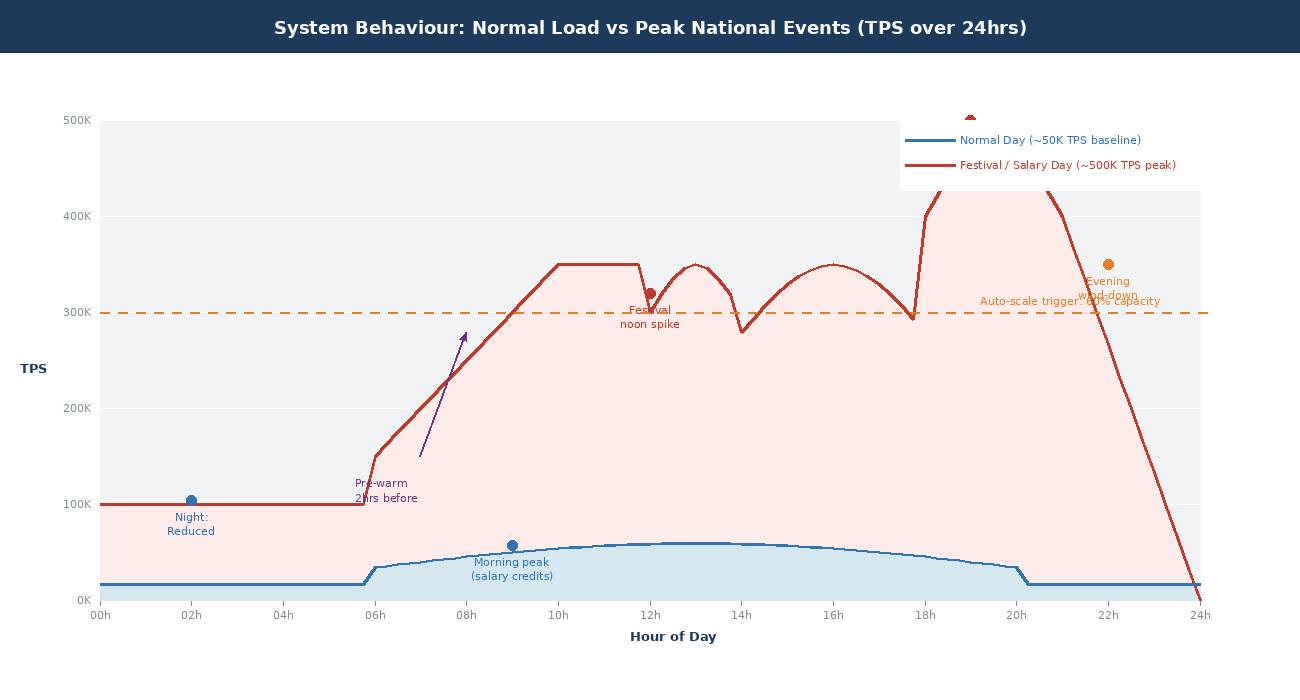 System Behaviour: Normal Load vs Peak National Events (TPS over 24hrs)
500K
400K
300K
200K
100K
0K
TPS
Normal Day (~50K TPS baseline)
Festival / Salary Day (~500K TPS peak)
Evening
wind-down
Auto-scale trigger: 60% capacity
Festival
noon spike
Pre-warm
2hrs before
Night:
Reduced
Morning peak
(salary credits)
00h
02h
04h
06h
08h
10h
12h
14h
16h
18h
20h
22h
24h
Hour of Day